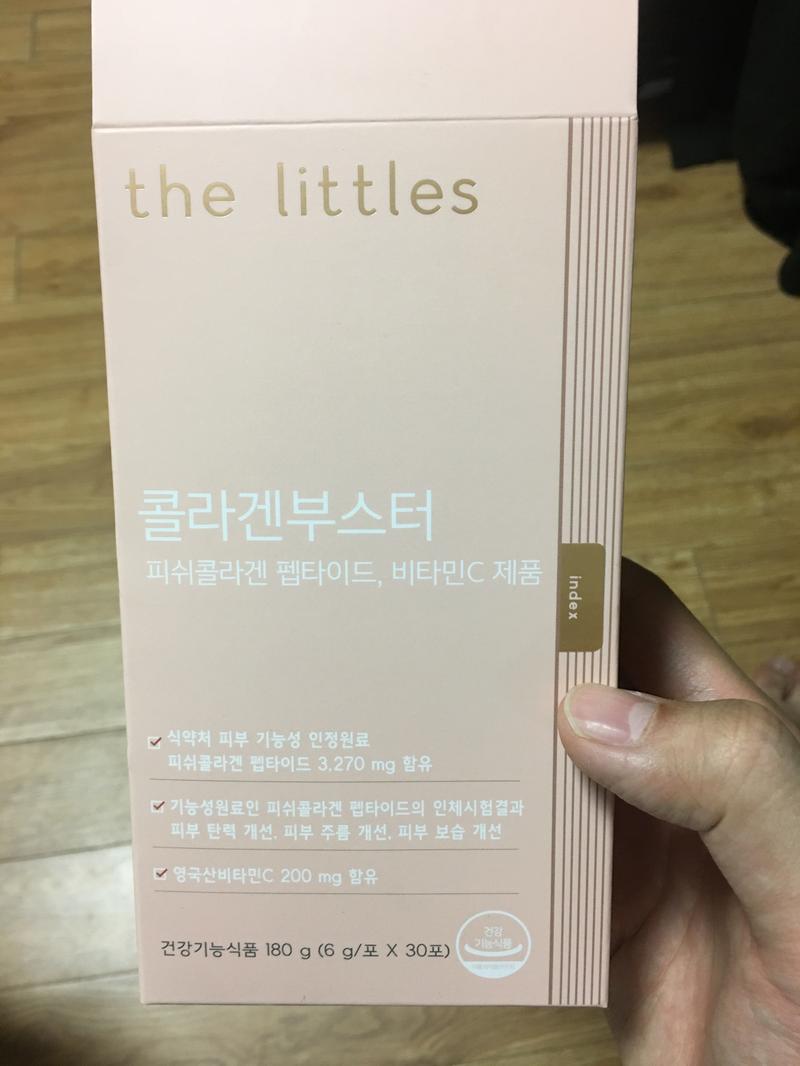 the littles
콜라겐부스터
피쉬콜라겐 펩타이드, 비타민C 제품
index
식약처 피부 기능성 인정원료
피쉬콜라겐 펩타이드 3,270 mg 함유
기능성원료인 피쉬콜라겐 펩타이드의 인체시험결과
피부 탄력 개선, 피부 주름 개선, 피부 보습 개선
영국산비타민C 200 mg 함유
건강기능식품 180 g (6 g/포 X 30포)
건강
기능식품